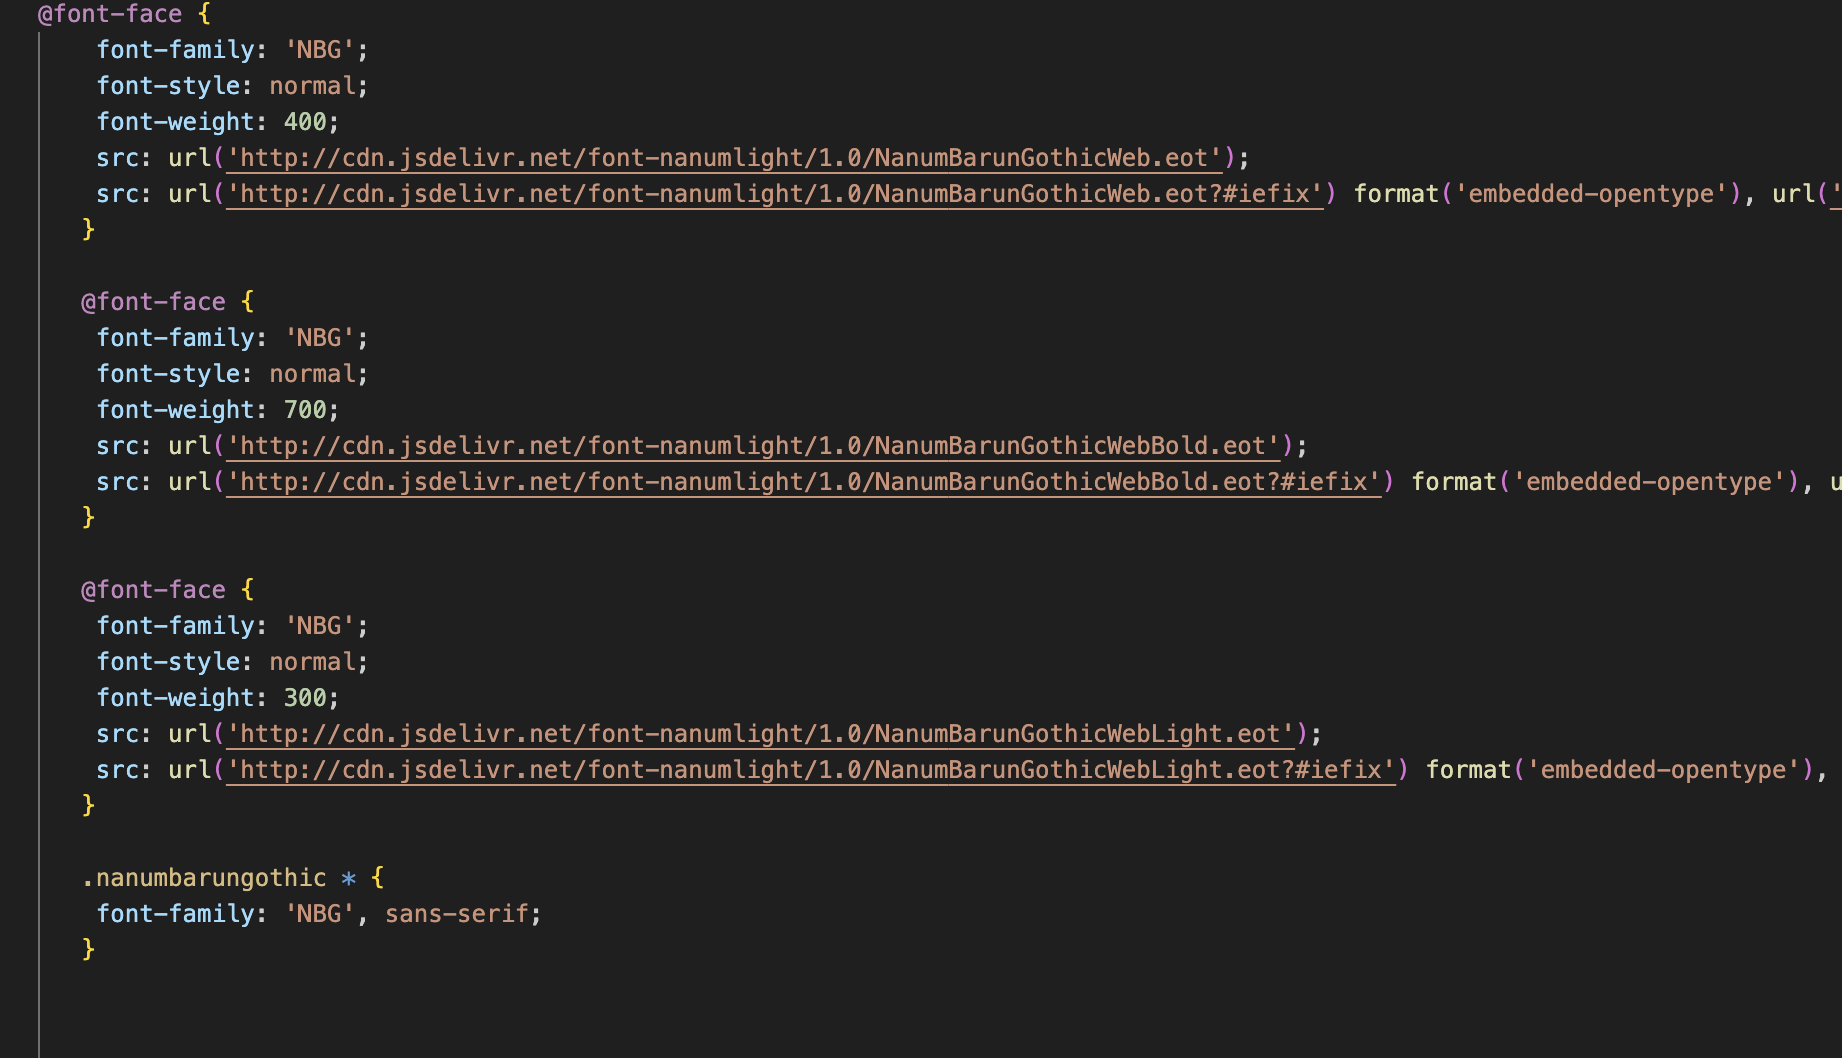 @font-face {
font-family: 'NBG';
font-style: normal;
font-weight: 400;
src: url('http://cdn.jsdelivr.net/font-nanumlight/1.0/NanumBarunGothicWeb.eot');
src: url('http://cdn.jsdelivr.net/font-nanumlight/1.0/NanumBarunGothicWeb.eot?#iefix') format('embedded-opentype'), url('
}
@font-face {
font-family: 'NBG';
font-style: normal;
font-weight: 700;
src: url('http://cdn.jsdelivr.net/font-nanumlight/1.0/NanumBarunGothicWebBold.eot');
src: url('http://cdn.jsdelivr.net/font-nanumlight/1.0/NanumBarunGothicWebBold.eot?#iefix') format('embedded-opentype'), u
}
@font-face {
font-family: 'NBG';
font-style: normal;
font-weight: 300;
src: url('http://cdn.jsdelivr.net/font-nanumlight/1.0/NanumBarunGothicWebLight.eot');
src: url('http://cdn.jsdelivr.net/font-nanumlight/1.0/NanumBarunGothicWebLight.eot?#iefix') format('embedded-opentype'),
}
.nanumbarungothic * {
font-family: 'NBG', sans-serif;
}